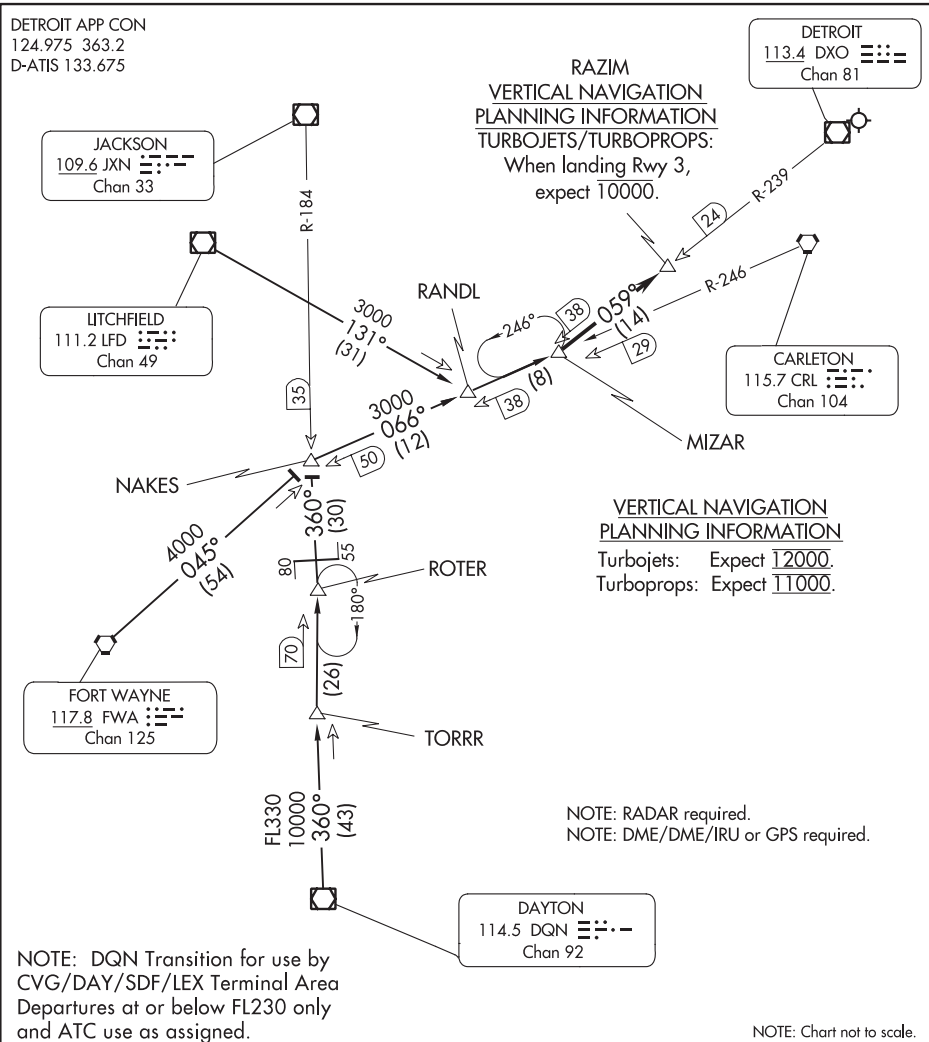 DETROIT APP CON
124.975 363.2
D-ATIS 133.675
DETROIT
113.4 DXO
Chan 81
RAZIM
VERTICAL NAVIGATION
PLANNING INFORMATION
TURBOJETS/TURBOPROPS:
When landing Rwy 3,
expect 10000.
JACKSON
109.6 JXN
Chan 33
R-184
R-239
24
LITCHFIELD
111.2 LFD
Chan 49
3000
131°
(31)
RANDL
246°
38
059°
(14)
R-246
29
CARLETON
115.7 CRL
Chan 104
35
3000
066°
(12)
38
(8)
50
MIZAR
NAKES
VERTICAL NAVIGATION
PLANNING INFORMATION
Turbojets: Expect 12000.
Turboprops: Expect 11000.
4000
045°
(54)
360°
(30)
80
55
ROTER
180°
70
(26)
FORT WAYNE
117.8 FWA
Chan 125
TORRR
FL330
10000
360°
(43)
NOTE: RADAR required.
NOTE: DME/DME/IRU or GPS required.
DAYTON
114.5 DQN
Chan 92
NOTE: DQN Transition for use by
CVG/DAY/SDF/LEX Terminal Area
Departures at or below FL230 only
and ATC use as assigned.
NOTE: Chart not to scale.